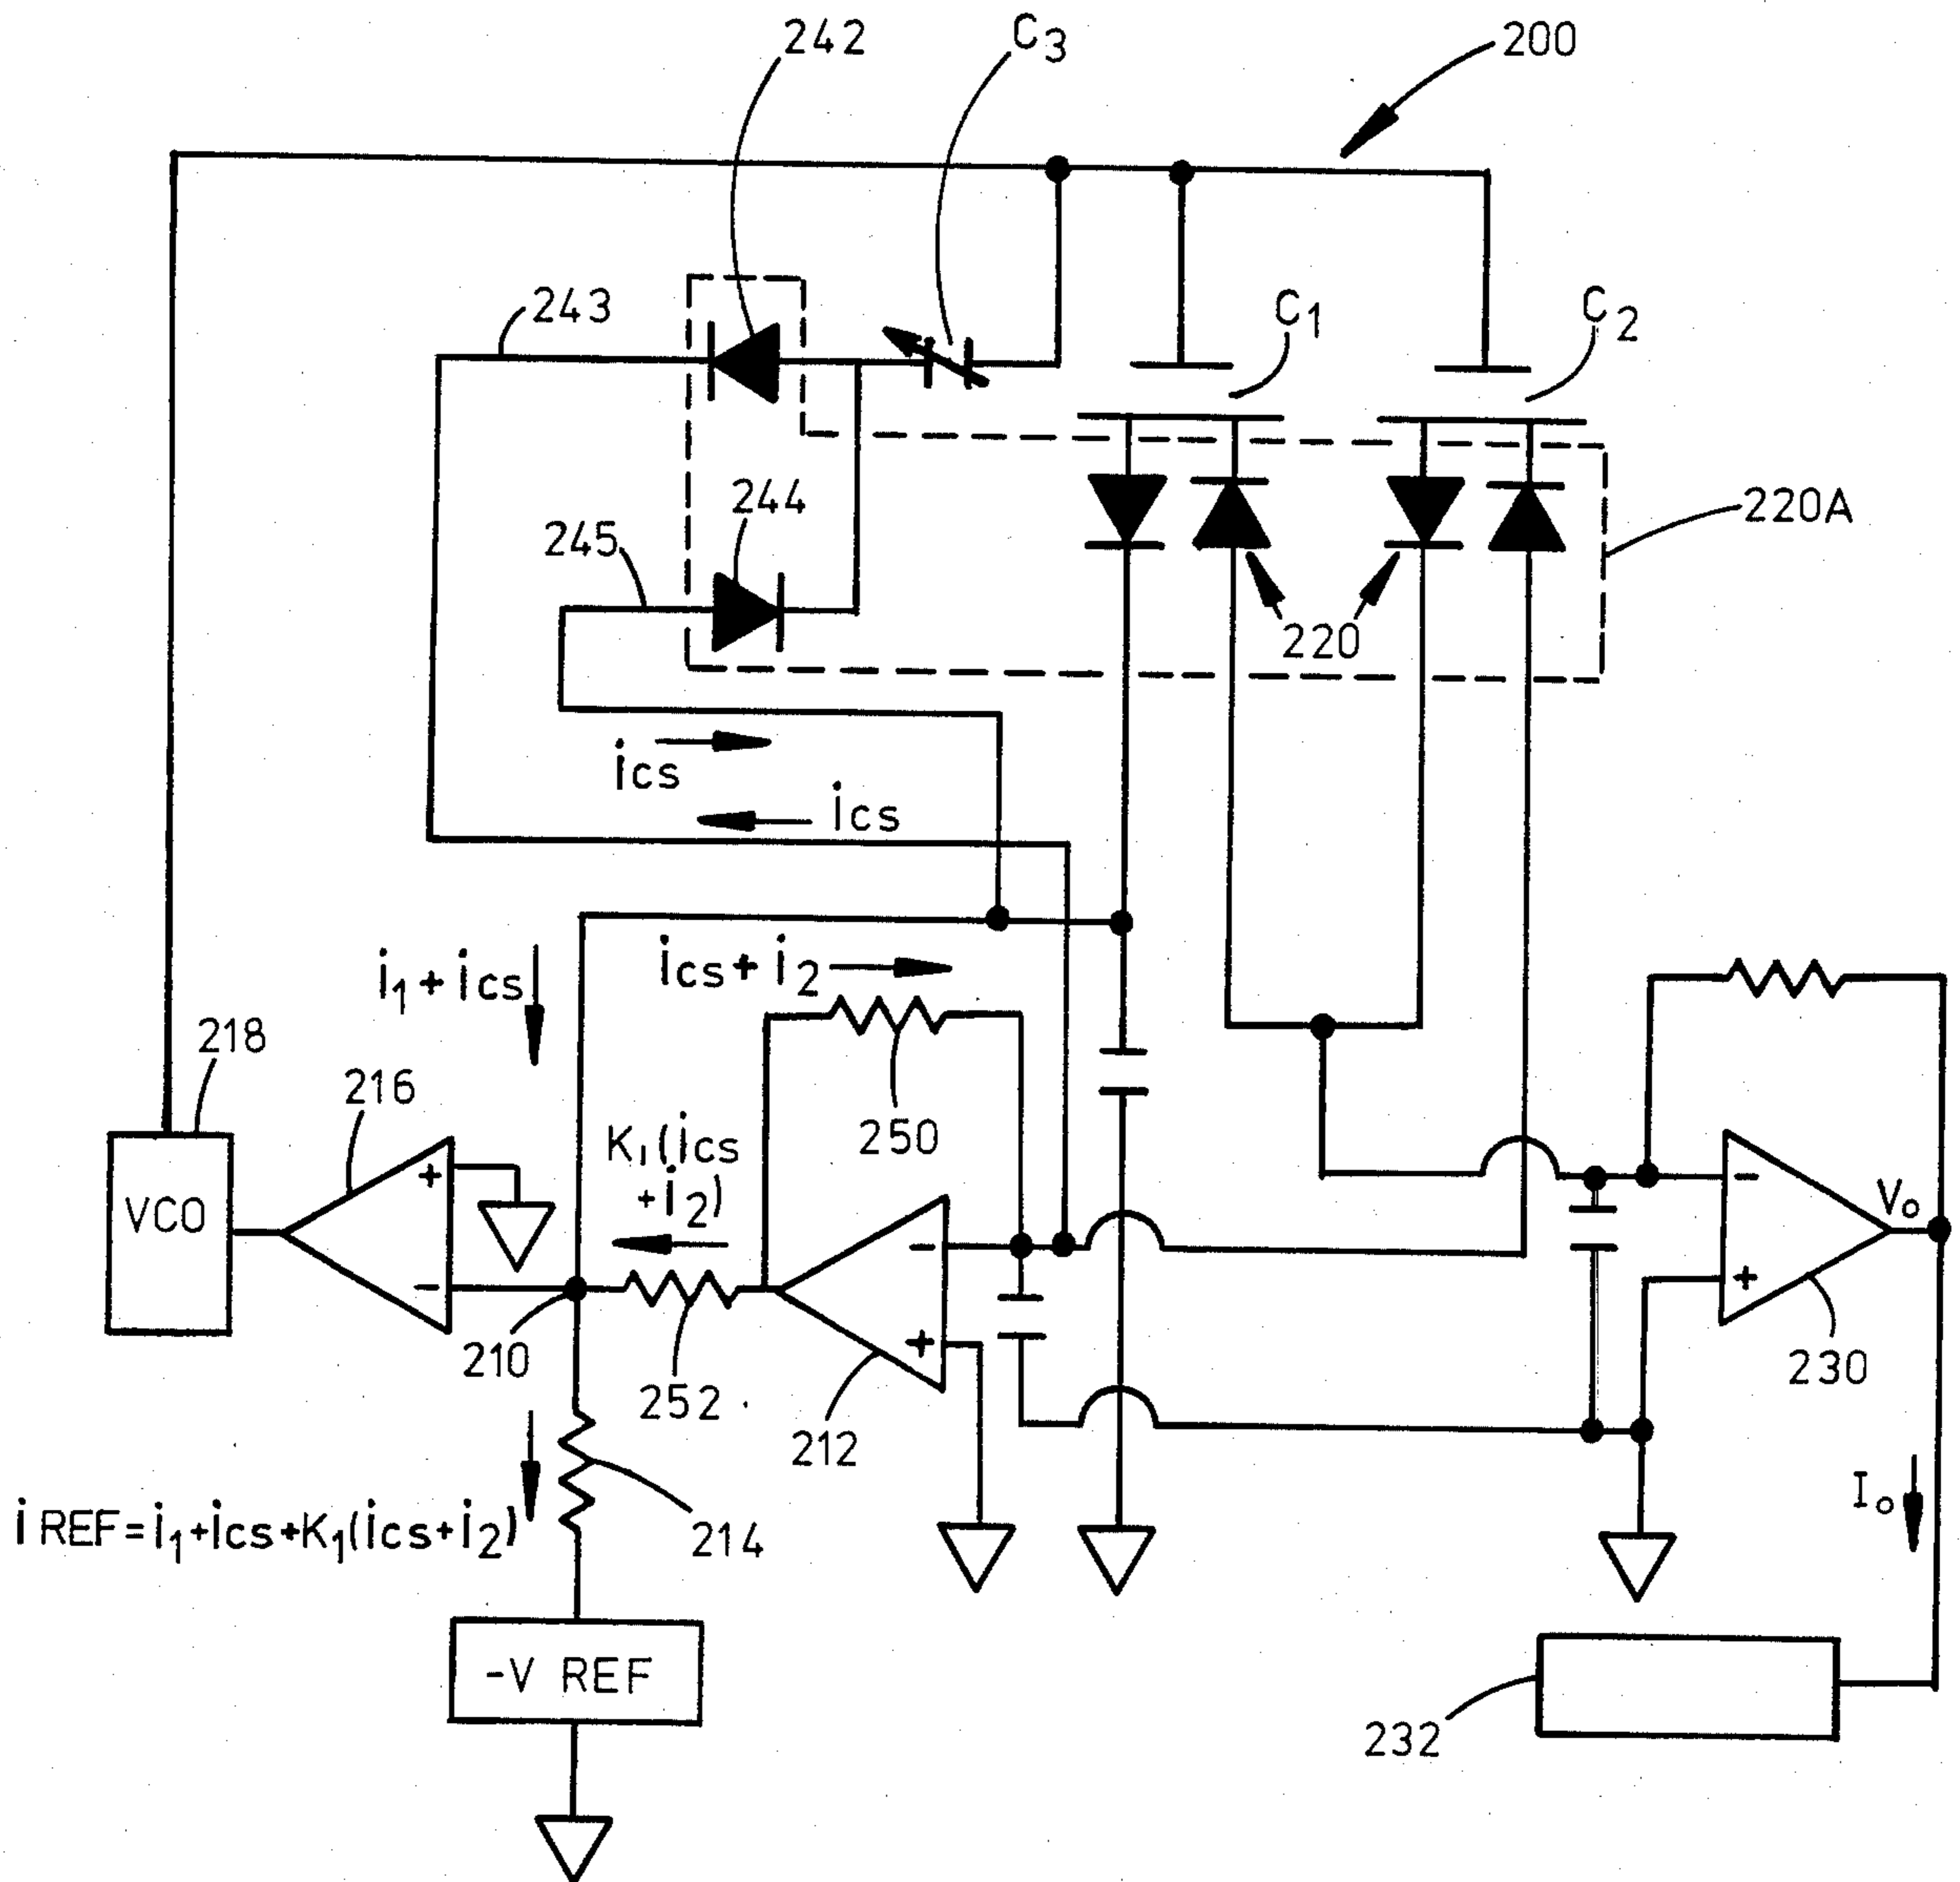 242
C3
200
243
C1
C2
244
245
220A
220
ics
ics
i1 + ics
ics + i2
218
216
250
K1(ics
+i2)
VCO
+
−
−
+
−
+
Vo
210
252
212
230
i REF = i1+ics+K1(ics+i2)
214
Io
-V REF
232